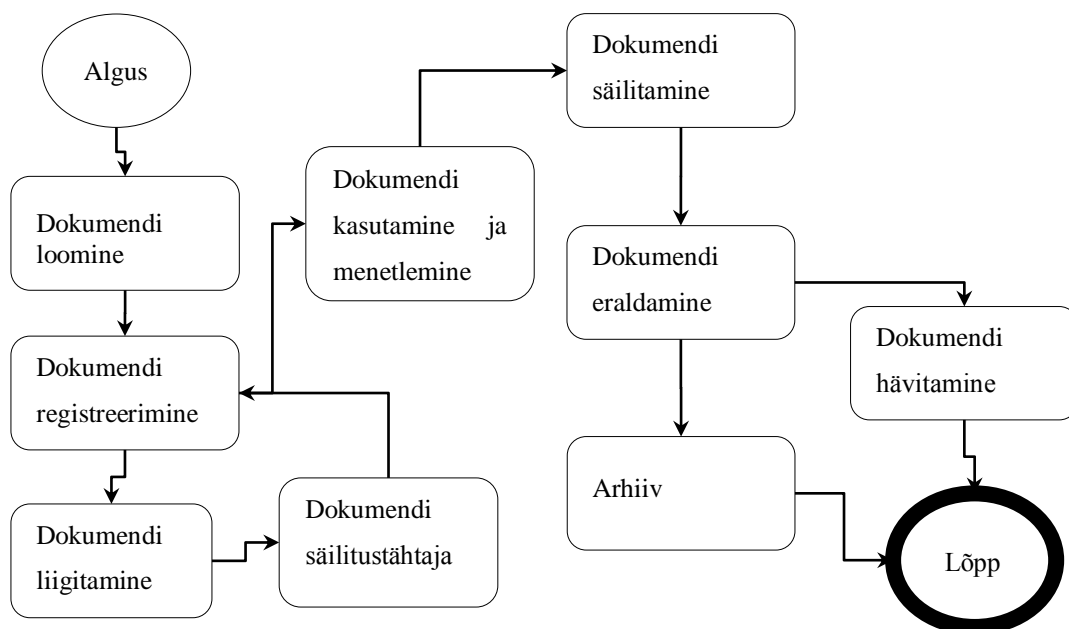 Algus
Dokumendi
loomine
Dokumendi
registreerimine
Dokumendi
liigitamine
Dokumendi
säilitustähtaja
Dokumendi
kasutamine ja
menetlemine
Dokumendi
säilitamine
Dokumendi
eraldamine
Dokumendi
hävitamine
Arhiiv
Lõpp